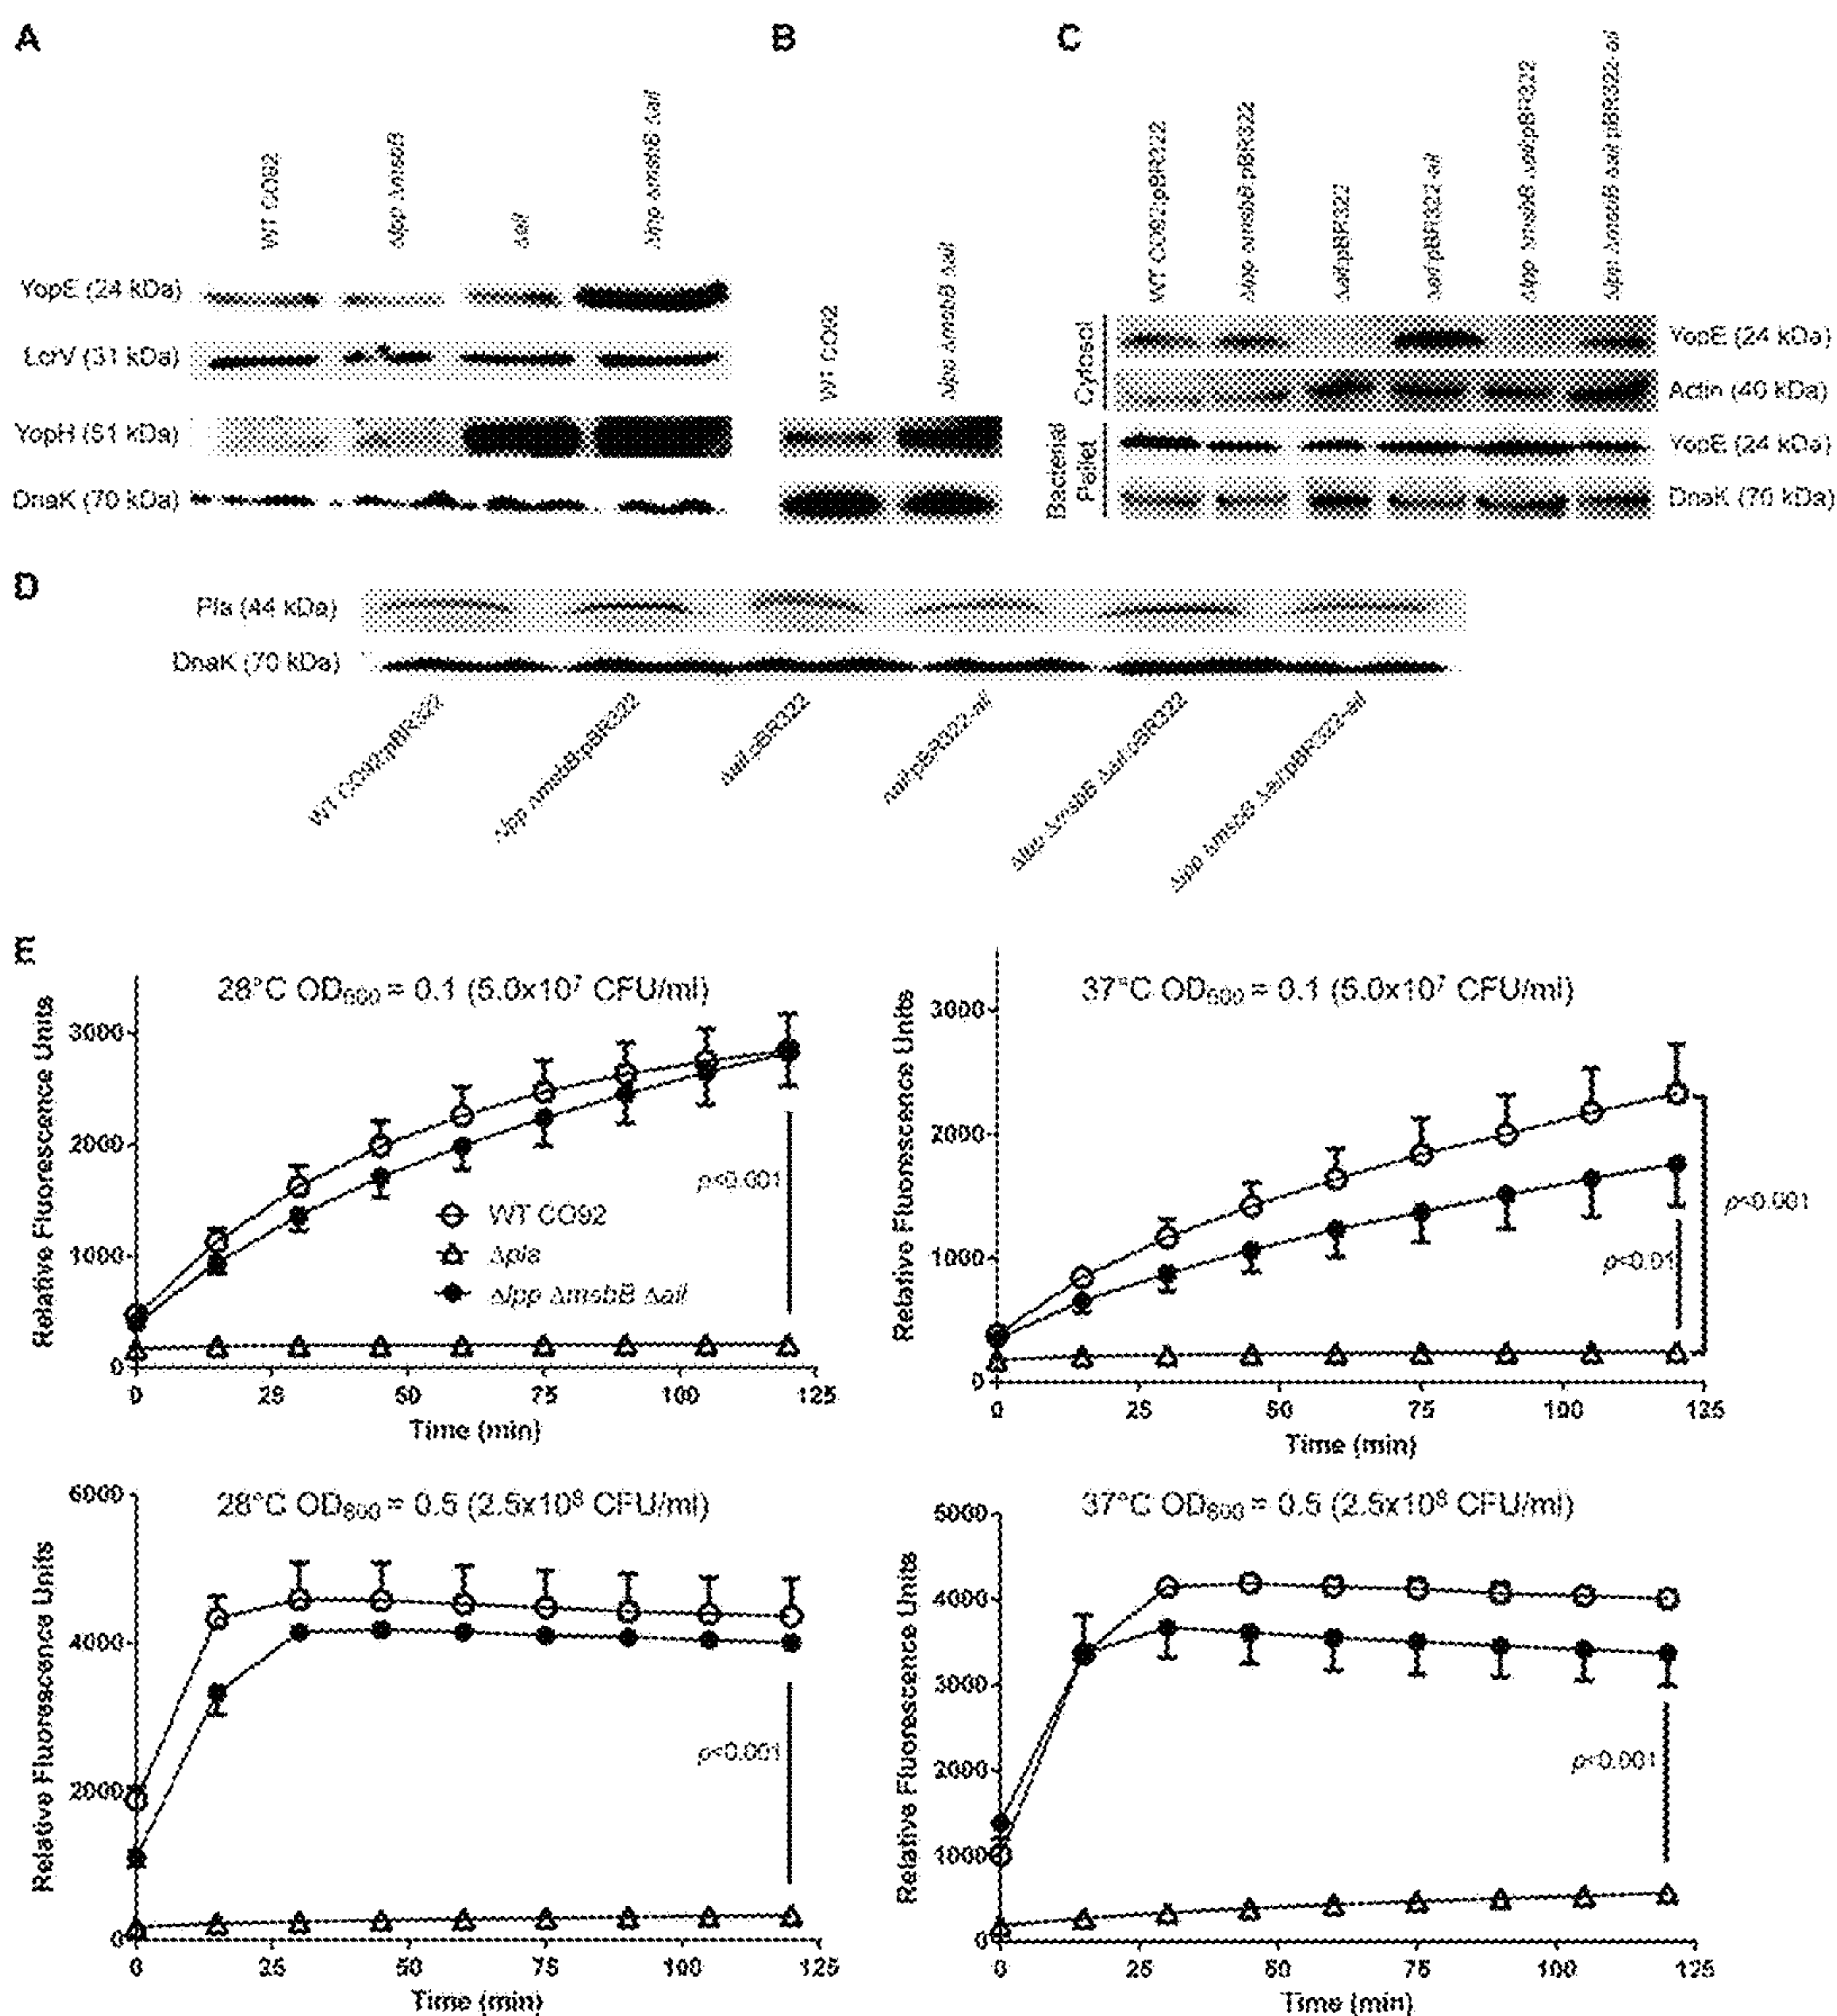 A
B
C
WT CO92
Δlpp ΔmsbB
Δail
Δlpp ΔmsbB Δail
YopE (24 kDa)
LcrV (31 kDa)
YopH (51 kDa)
DnaK (70 kDa)
WT CO92
Δlpp ΔmsbB Δail
WT CO92:pBR322
Δlpp ΔmsbB:pBR322
Δail:pBR322
Δail:pBR322-ail
Δlpp ΔmsbB Δail:pBR322
Δlpp ΔmsbB Δail:pBR322-ail
Cytosol
Bacterial
Pallet
YopE (24 kDa)
Actin (40 kDa)
YopE (24 kDa)
DnaK (70 kDa)
D
Pla (44 kDa)
DnaK (70 kDa)
WT CO92:pBR322
Δlpp ΔmsbB:pBR322
Δail:pBR322
Δail:pBR322-ail
Δlpp ΔmsbB Δail:pBR322
Δlpp ΔmsbB Δail:pBR322-ail
E
28°C OD600 = 0.1 (5.0x10⁷ CFU/ml)
Relative Fluorescence Units
3000
2000
1000
0
p<0.001
WT CO92
Δpla
Δlpp ΔmsbB Δail
0 25 50 75 100 125
Time (min)
37°C OD600 = 0.1 (5.0x10⁷ CFU/ml)
Relative Fluorescence Units
3000
2000
1000
0
p<0.001
p<0.01
0 25 50 75 100 125
Time (min)
28°C OD600 = 0.5 (2.5x10⁸ CFU/ml)
Relative Fluorescence Units
6000
4000
2000
0
p<0.001
0 25 50 75 100 125
Time (min)
37°C OD600 = 0.5 (2.5x10⁸ CFU/ml)
Relative Fluorescence Units
5000
4000
3000
2000
1000
0
p<0.001
0 25 50 75 100 125
Time (min)